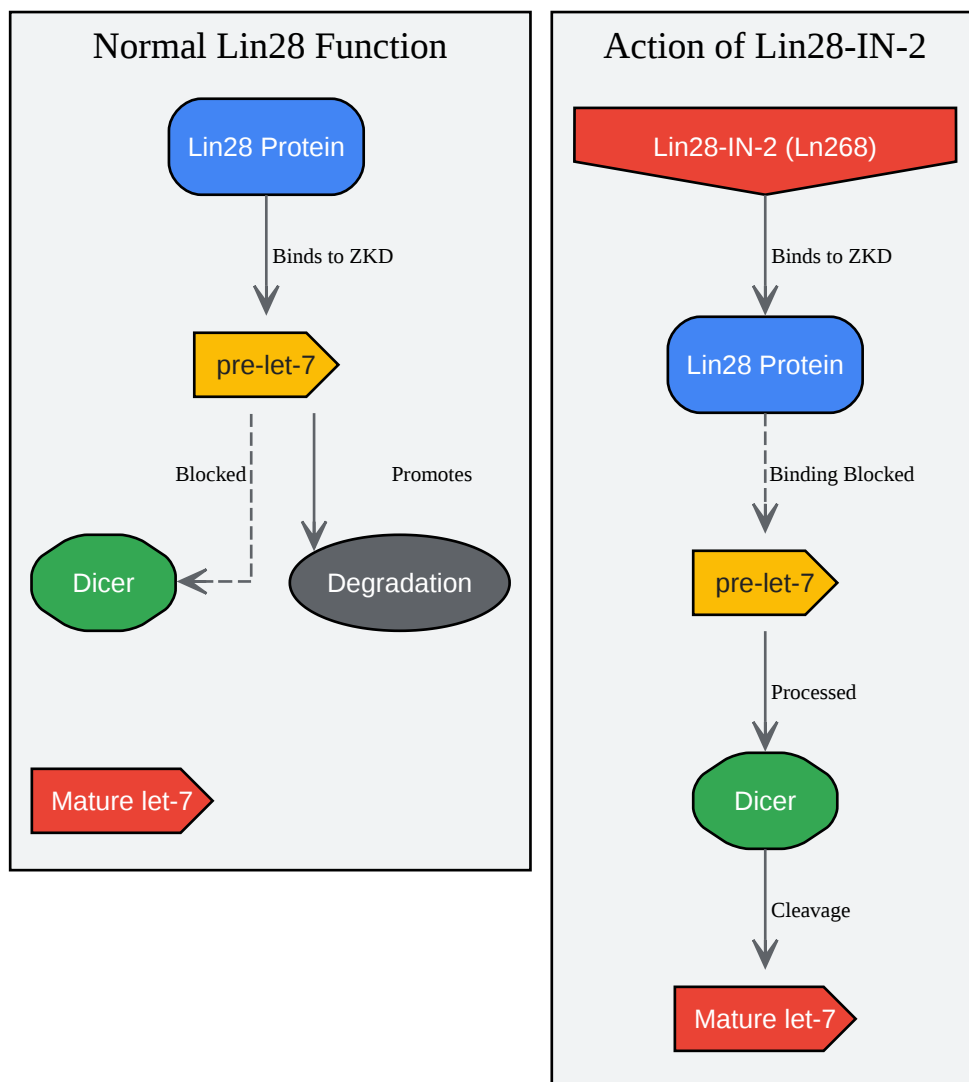 Normal Lin28 Function
Lin28 Protein
Binds to ZKD
pre-let-7
Blocked
Promotes
Dicer
Degradation
Mature let-7
Action of Lin28-IN-2
Lin28-IN-2 (Ln268)
Binds to ZKD
Lin28 Protein
Binding Blocked
pre-let-7
Processed
Dicer
Cleavage
Mature let-7